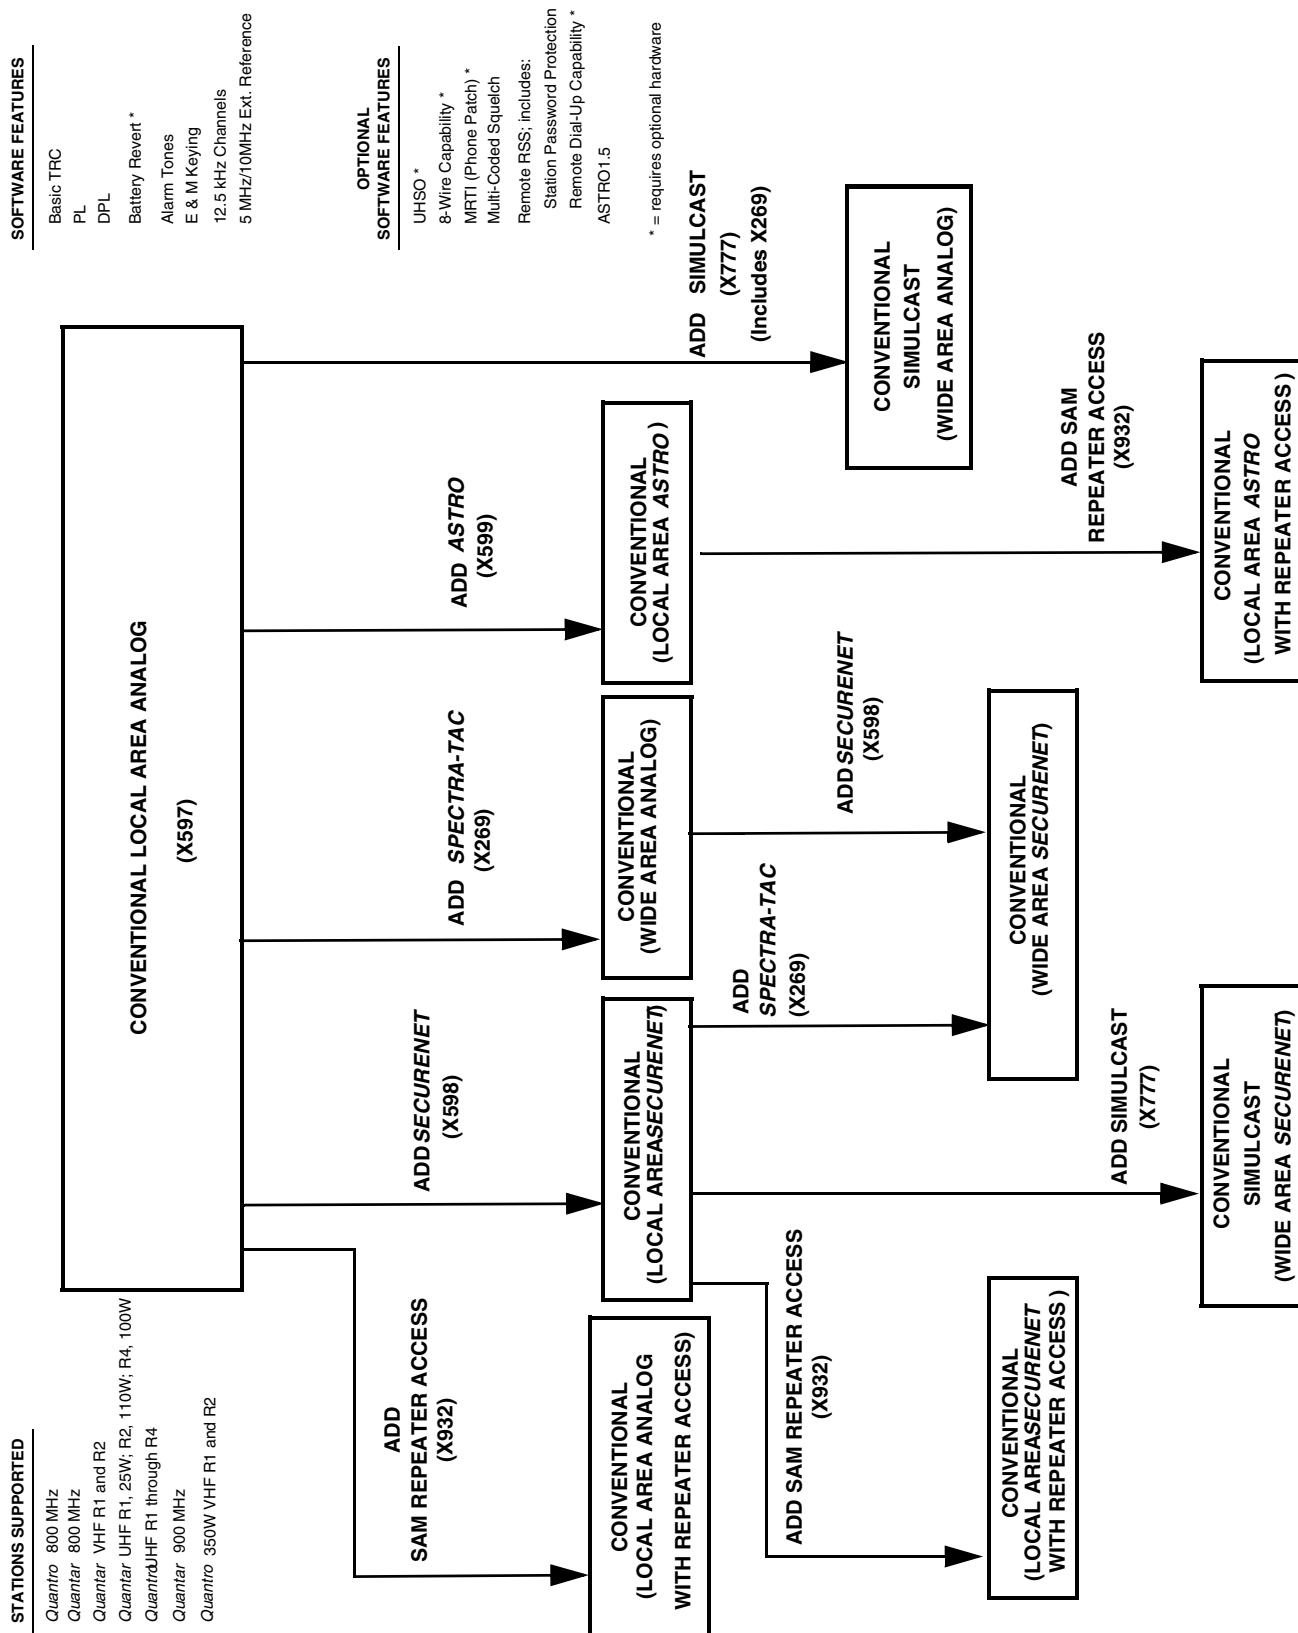 STATIONS SUPPORTED
Quantro 800 MHz
Quantar 800 MHz
Quantar VHF R1 and R2
Quantar UHF R1, 25W; R2, 110W; R4, 100W
Quantro UHF R1 through R4
Quantar 900 MHz
Quantro 350W VHF R1 and R2
CONVENTIONAL LOCAL AREA ANALOG
(X597)
SOFTWARE FEATURES
Basic TRC
PL
DPL
Battery Revert *
Alarm Tones
E & M Keying
12.5 kHz Channels
5 MHz/10MHz Ext. Reference
OPTIONAL
SOFTWARE FEATURES
UHSO *
8-Wire Capability *
MRTI (Phone Patch) *
Multi-Coded Squelch
Remote RSS; includes:
Station Password Protection
Remote Dial-Up Capability *
ASTRO1.5
* = requires optional hardware
ADD
SAM REPEATER ACCESS
(X932)
ADD SECURENET
(X598)
ADD SPECTRA-TAC
(X269)
ADD ASTRO
(X599)
ADD SIMULCAST
(X777)
(Includes X269)
CONVENTIONAL
(LOCAL AREA ANALOG
WITH REPEATER ACCESS)
CONVENTIONAL
(LOCAL AREA SECURENET)
CONVENTIONAL
(WIDE AREA ANALOG)
CONVENTIONAL
(LOCAL AREA ASTRO)
CONVENTIONAL
SIMULCAST
(WIDE AREA ANALOG)
ADD SAM REPEATER ACCESS
(X932)
ADD
SPECTRA-TAC
(X269)
ADD SECURENET
(X598)
CONVENTIONAL
(LOCAL AREA SECURENET
WITH REPEATER ACCESS )
CONVENTIONAL
(WIDE AREA SECURENET)
ADD SIMULCAST
(X777)
ADD SAM
REPEATER ACCESS
(X932)
CONVENTIONAL
SIMULCAST
(WIDE AREA SECURENET)
CONVENTIONAL
(LOCAL AREA ASTRO
WITH REPEATER ACCESS )